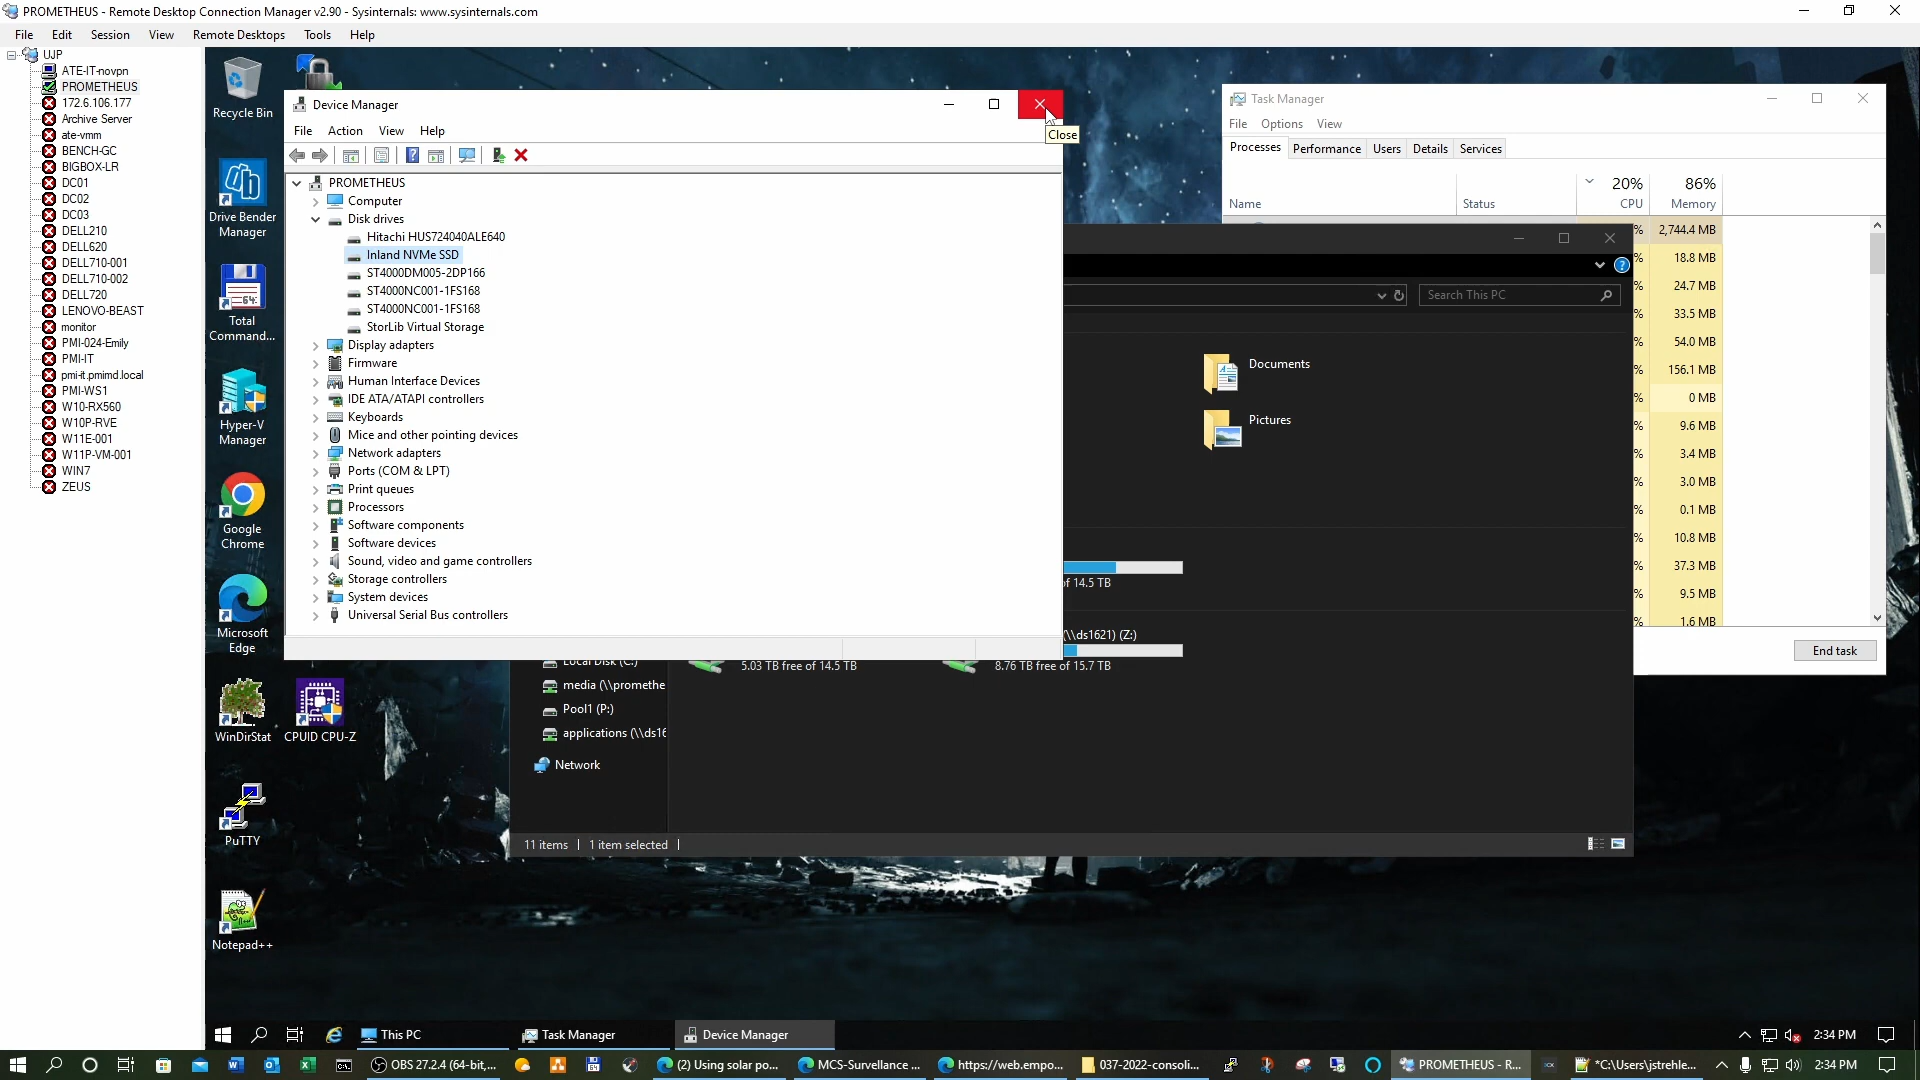 PROMETHEUS - Remote Desktop Connection Manager v2.90 - Sysinternals: www.sysinternals.com
File Edit Session View Remote Desktops Tools Help
UJP
ATE-IT-novpn
PROMETHEUS
172.6.106.177
Archive Server
ate-vmm
BENCH-GC
BIGBOX-LR
DC01
DC02
DC03
DELL210
DELL620
DELL710-001
DELL710-002
DELL720
LENOVO-BEAST
monitor
PMI-024-Emily
PMI-IT
pmi-it.pmimd.local
PMI-WS1
W10-RX560
W10P-RVE
W11E-001
W11P-VM-001
WIN7
ZEUS
Recycle Bin
Drive Bender
Manager
64
Total
Command...
Hyper-V
Manager
Google
Chrome
Microsoft
Edge
WinDirStat
CPUID CPU-Z
PuTTY
Notepad++
Device Manager
Close
File Action View Help
PROMETHEUS
Computer
Disk drives
Hitachi HUS724040ALE640
Inland NVMe SSD
ST4000DM005-2DP166
ST4000NC001-1FS168
ST4000NC001-1FS168
StorLib Virtual Storage
Display adapters
Firmware
Human Interface Devices
IDE ATA/ATAPI controllers
Keyboards
Mice and other pointing devices
Network adapters
Ports (COM & LPT)
Print queues
Processors
Software components
Software devices
Sound, video and game controllers
Storage controllers
System devices
Universal Serial Bus controllers
Task Manager
File Options View
Processes Performance Users Details Services
20% 86%
Name Status CPU Memory
% 2,744.4 MB
% 18.8 MB
% 24.7 MB
% 33.5 MB
% 54.0 MB
% 156.1 MB
% 0 MB
% 9.6 MB
% 3.4 MB
% 3.0 MB
% 0.1 MB
% 10.8 MB
% 37.3 MB
% 9.5 MB
% 1.6 MB
End task
Search This PC
Documents
Pictures
of 14.5 TB
(\\ds1621) (Z:)
5.03 TB free of 14.5 TB
8.76 TB free of 15.7 TB
Local Disk (C:)
media (\\promethe
Pool1 (P:)
applications (\\ds16
Network
11 items 1 item selected
This PC Task Manager Device Manager 2:34 PM
OBS 27.2.4 (64-bit,... (2) Using solar po... MCS-Survellance ... https://web.empo... 037-2022-consoli... PROMETHEUS - R... *C:\Users\jstrehle... 2:34 PM